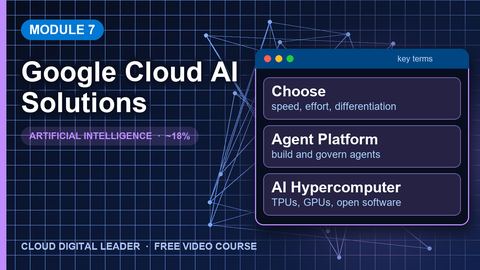 MODULE 7
Google Cloud AI
Solutions
ARTIFICIAL INTELLIGENCE · ~18%
key terms
Choose
speed, effort, differentiation
Agent Platform
build and govern agents
AI Hypercomputer
TPUs, GPUs, open software
CLOUD DIGITAL LEADER · FREE VIDEO COURSE